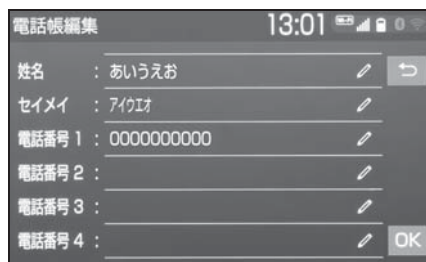 電話帳編集 13:01
姓名 : あいうえお
セイメイ : ｱｲｳｴｵ
電話番号1 : 0000000000
電話番号2 :
電話番号3 :
電話番号4 : OK